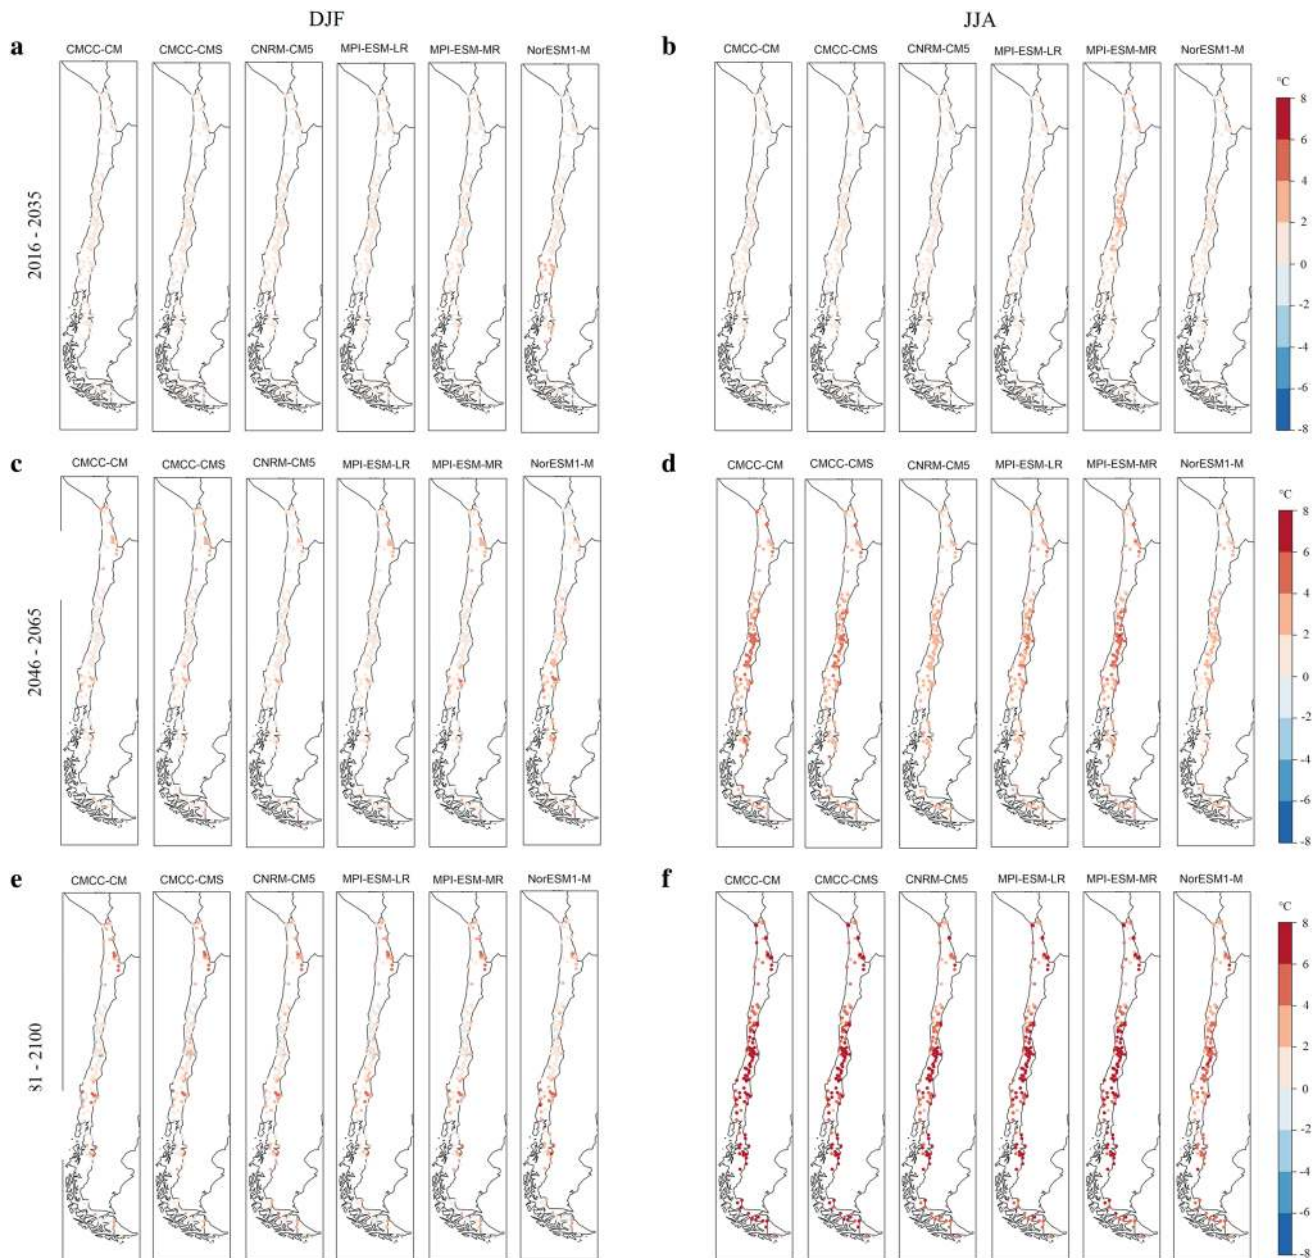 DJF
JJA
a
CMCC-CM
CMCC-CMS
CNRM-CM5
MPI-ESM-LR
MPI-ESM-MR
NorESM1-M
b
CMCC-CM
CMCC-CMS
CNRM-CM5
MPI-ESM-LR
MPI-ESM-MR
NorESM1-M
2016 - 2035
°C
8
6
4
2
0
-2
-4
-6
-8
c
CMCC-CM
CMCC-CMS
CNRM-CM5
MPI-ESM-LR
MPI-ESM-MR
NorESM1-M
d
CMCC-CM
CMCC-CMS
CNRM-CM5
MPI-ESM-LR
MPI-ESM-MR
NorESM1-M
2046 - 2065
°C
8
6
4
2
0
-2
-4
-6
-8
e
CMCC-CM
CMCC-CMS
CNRM-CM5
MPI-ESM-LR
MPI-ESM-MR
NorESM1-M
f
CMCC-CM
CMCC-CMS
CNRM-CM5
MPI-ESM-LR
MPI-ESM-MR
NorESM1-M
81 - 2100
°C
8
6
4
2
0
-2
-4
-6
-8